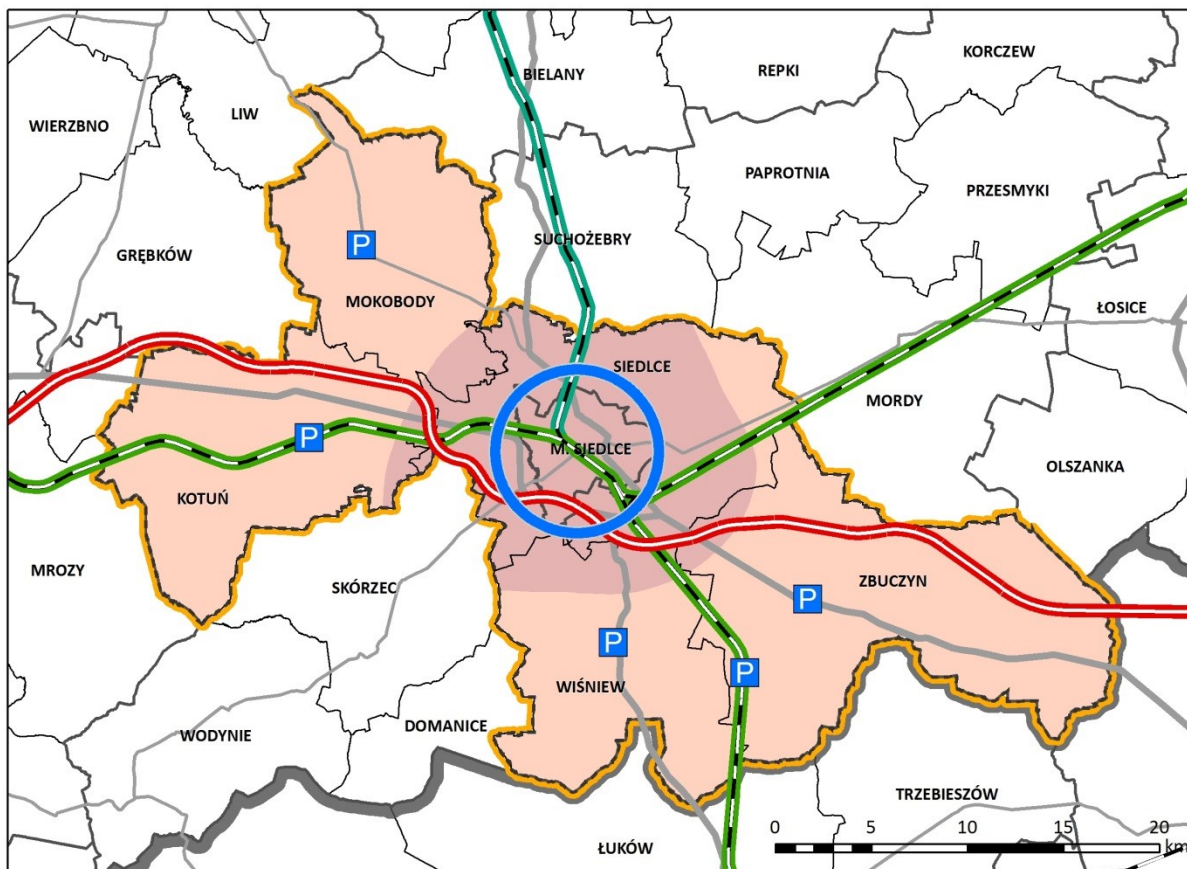 KORCZEW
BIELANY
REPKI
LIW
WIERZBNO
PAPROTNIA
PRZESMYKI
SUCHOŻEBRY
P
GRĘBKÓW
MOKOBODY
ŁOSICE
SIEDLCE
MORDY
P
M. SIEDLCE
OLSZANKA
KOTUŃ
MROZY
SKÓRZEC
ZBUCZYN
P
P
WIŚNIEW
P
DOMANICE
WODYNIE
TRZEBIESZÓW
0 5 10 15 20
km
ŁUKÓW